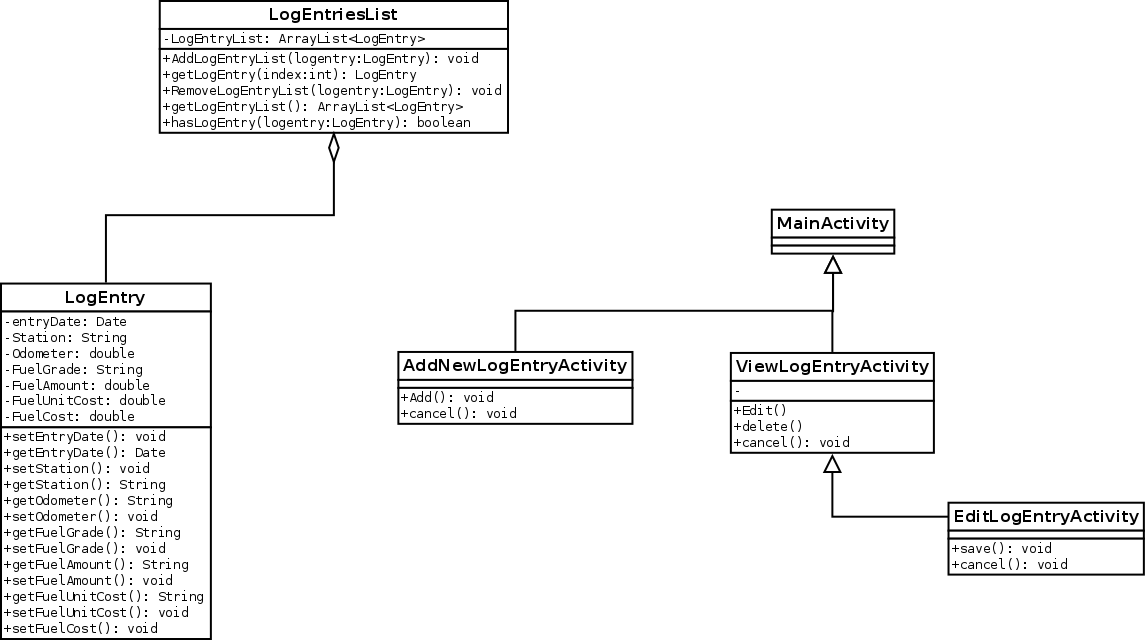 LogEntriesList
-LogEntryList: ArrayList<LogEntry>
+AddLogEntryList(logentry:LogEntry): void
+getLogEntry(index:int): LogEntry
+RemoveLogEntryList(logentry:LogEntry): void
+getLogEntryList(): ArrayList<LogEntry>
+hasLogEntry(logentry:LogEntry): boolean
LogEntry
-entryDate: Date
-Station: String
-Odometer: double
-FuelGrade: String
-FuelAmount: double
-FuelUnitCost: double
-FuelCost: double
+setEntryDate(): void
+getEntryDate(): Date
+setStation(): void
+getStation(): String
+getOdometer(): String
+setOdometer(): void
+getFuelGrade(): String
+setFuelGrade(): void
+getFuelAmount(): String
+setFuelAmount(): void
+getFuelUnitCost(): String
+setFuelUnitCost(): void
+setFuelCost(): void
MainActivity
AddNewLogEntryActivity
+Add(): void
+cancel(): void
ViewLogEntryActivity
-
+Edit()
+delete()
+cancel(): void
EditLogEntryActivity
+save(): void
+cancel(): void